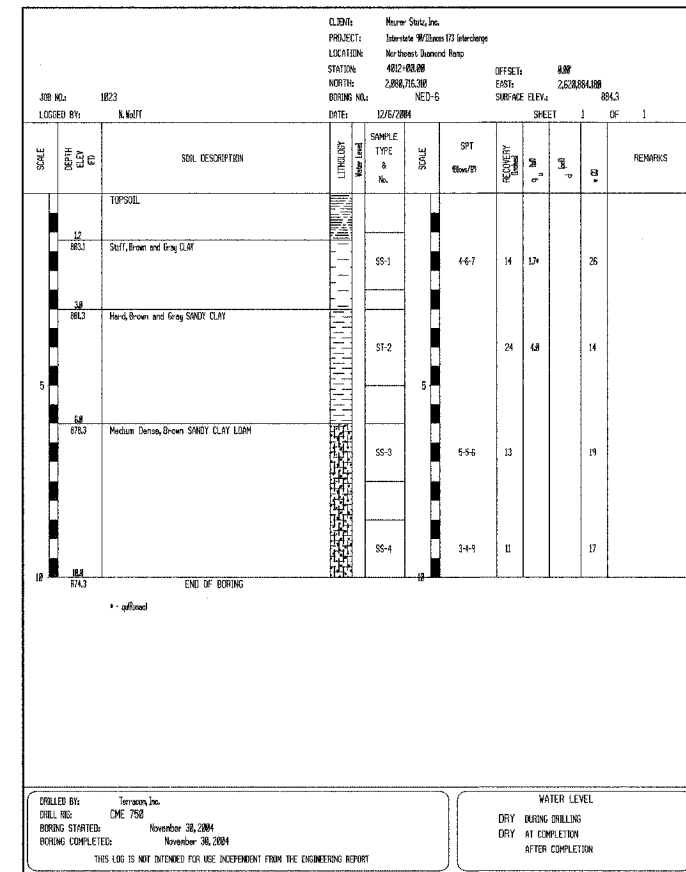 CLIENT: Maurer Stutz, Inc.
PROJECT: Interstate 90/Illinois 173 Interchange
LOCATION: Northeast Diamond Ramp
STATION: 4012+00.00 OFFSET: 0.00'
NORTH: 2,080,716.310 EAST: 2,620,884.180
JOB NO.: 1023 BORING NO.: NED-6 SURFACE ELEV.: 884.3
LOGGED BY: N. Wolff DATE: 12/6/2004 SHEET 1 OF 1
SCALE DEPTH ELEV (FT) SOIL DESCRIPTION LITHOLOGY Water Level SAMPLE TYPE & No. SCALE SPT (Blows/6") RECOVERY (inches) q u (tsf) d (pcf) w (%) REMARKS
TOPSOIL
1.2
883.1 Stiff, Brown and Gray CLAY
SS-1 4-6-7 14 1.7* 26
3.0
881.3 Hard, Brown and Gray SANDY CLAY
ST-2 24 4.0 14
5 5
6.0
878.3 Medium Dense, Brown SANDY CLAY LOAM
SS-3 5-5-6 13 19
SS-4 3-4-9 11 17
10 10.0 10
874.3 END OF BORING
* - qu(Rimac)
DRILLED BY: Terracon, Inc.
DRILL RIG: CME 750
BORING STARTED: November 30, 2004
BORING COMPLETED: November 30, 2004
THIS LOG IS NOT INTENDED FOR USE INDEPENDENT FROM THE ENGINEERING REPORT
WATER LEVEL
DRY DURING DRILLING
DRY AT COMPLETION
AFTER COMPLETION